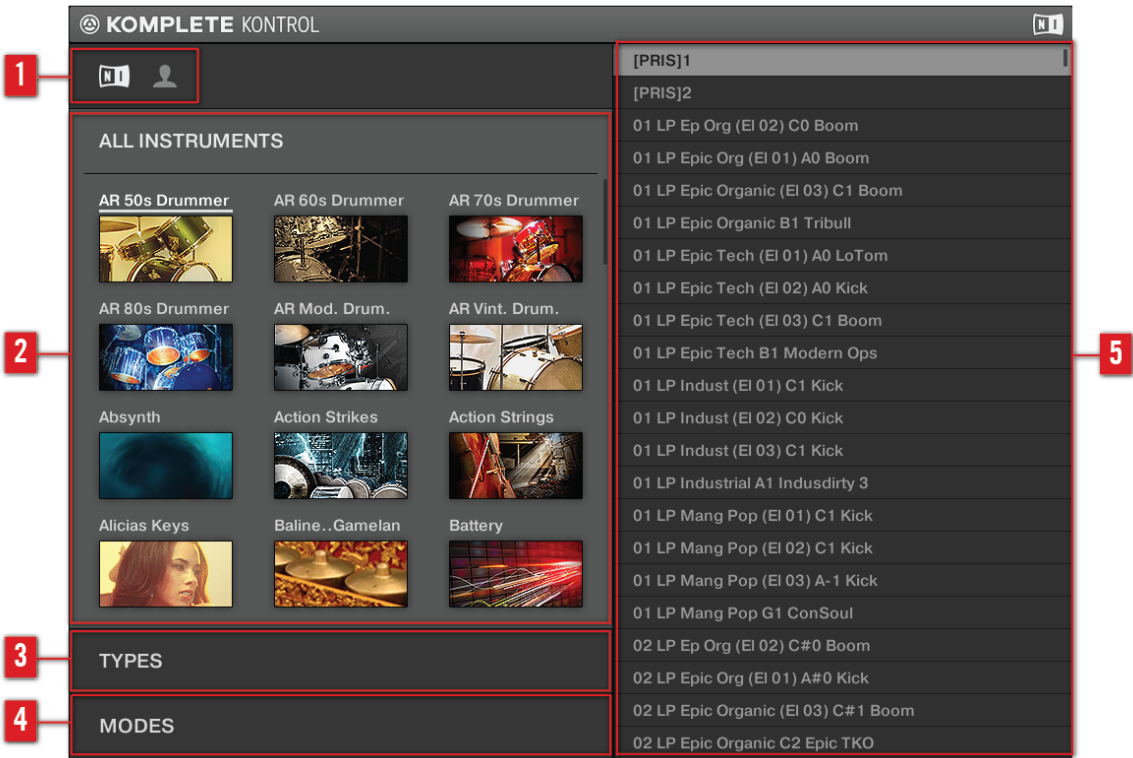 KOMPLETE KONTROL
NI
1
NI
ALL INSTRUMENTS
AR 50s Drummer
AR 60s Drummer
AR 70s Drummer
AR 80s Drummer
AR Mod. Drum.
AR Vint. Drum.
2
Absynth
Action Strikes
Action Strings
Alicias Keys
Baline..Gamelan
Battery
3
TYPES
4
MODES
[PRIS]1
[PRIS]2
01 LP Ep Org (El 02) C0 Boom
01 LP Epic Org (El 01) A0 Boom
01 LP Epic Organic (El 03) C1 Boom
01 LP Epic Organic B1 Tribull
01 LP Epic Tech (El 01) A0 LoTom
01 LP Epic Tech (El 02) A0 Kick
01 LP Epic Tech (El 03) C1 Boom
01 LP Epic Tech B1 Modern Ops
5
01 LP Indust (El 01) C1 Kick
01 LP Indust (El 02) C0 Kick
01 LP Indust (El 03) C1 Kick
01 LP Industrial A1 Indusdirty 3
01 LP Mang Pop (El 01) C1 Kick
01 LP Mang Pop (El 02) C1 Kick
01 LP Mang Pop (El 03) A-1 Kick
01 LP Mang Pop G1 ConSoul
02 LP Ep Org (El 02) C#0 Boom
02 LP Epic Org (El 01) A#0 Kick
02 LP Epic Organic (El 03) C#1 Boom
02 LP Epic Organic C2 Epic TKO